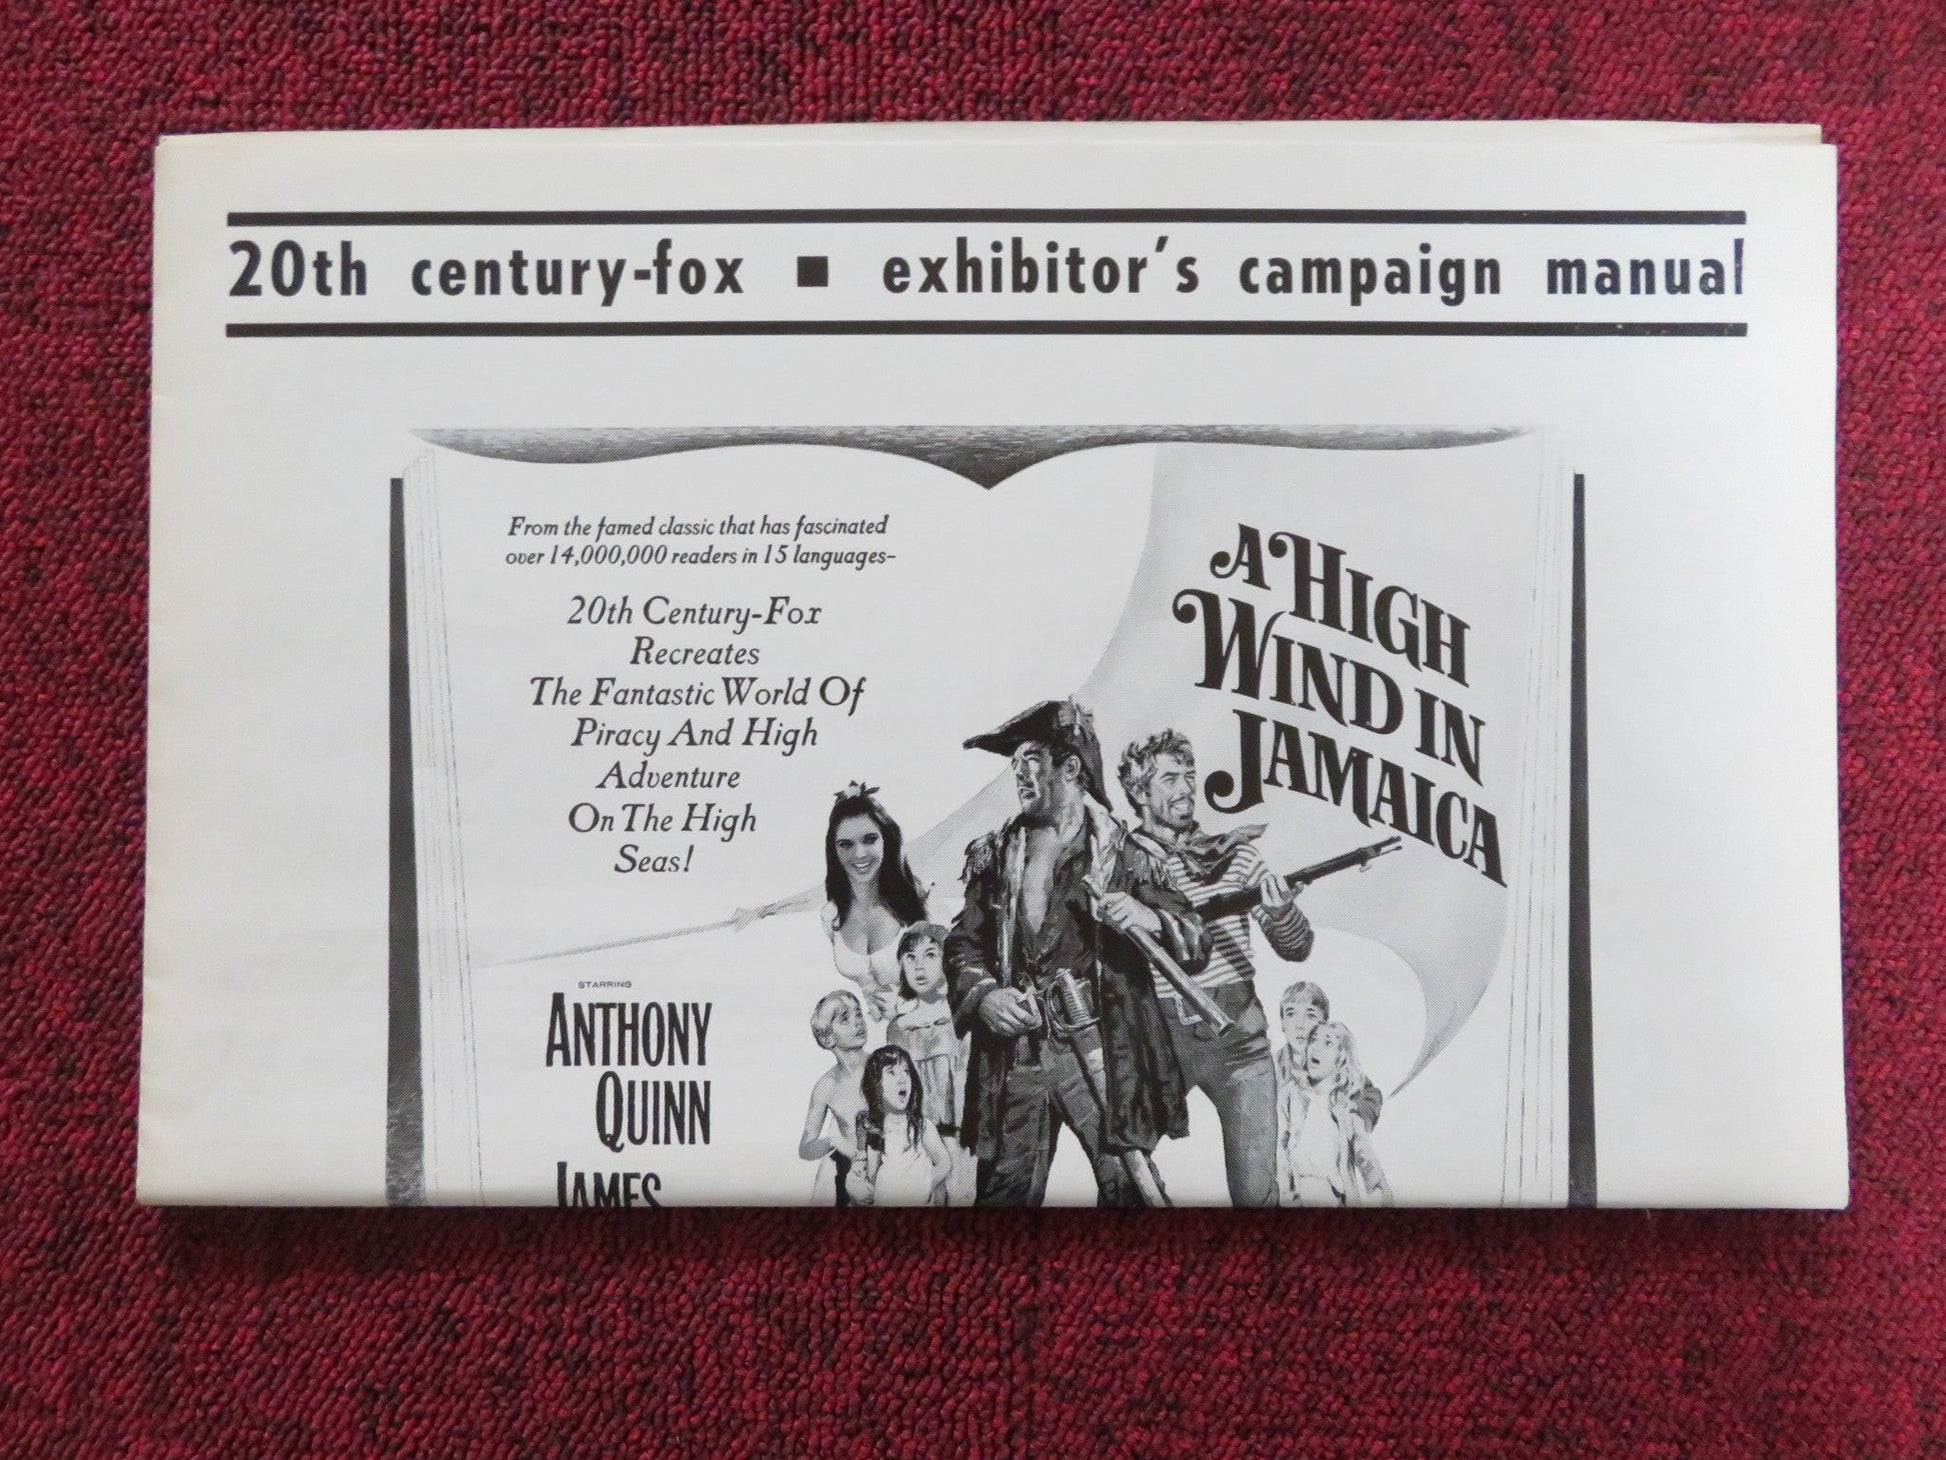 20th century-fox ■ exhibitor's campaign manual
From the famed classic that has fascinated
over 14,000,000 readers in 15 languages-
20th Century-Fox
Recreates
The Fantastic World Of
Piracy And High
Adventure
On The High
Seas!
A HIGH
WIND IN
JAMAICA
STARRING
ANTHONY
QUINN
JAMES